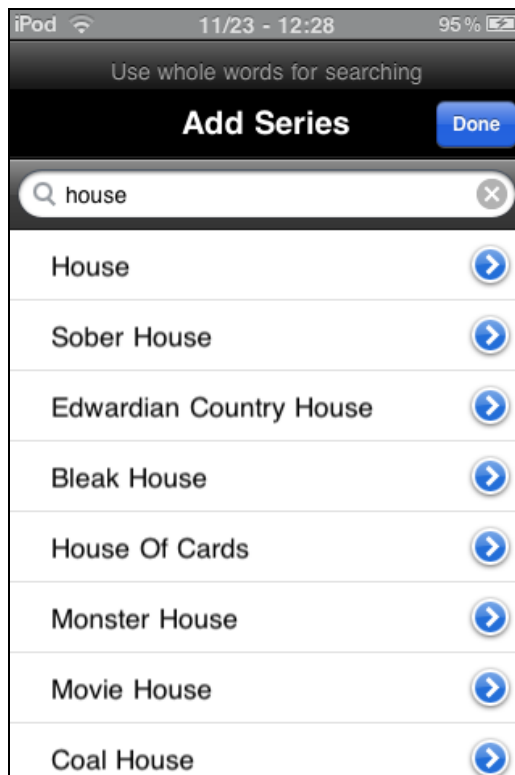 iPod 11/23 - 12:28 95%
Use whole words for searching
Add Series Done
house
House
Sober House
Edwardian Country House
Bleak House
House Of Cards
Monster House
Movie House
Coal House